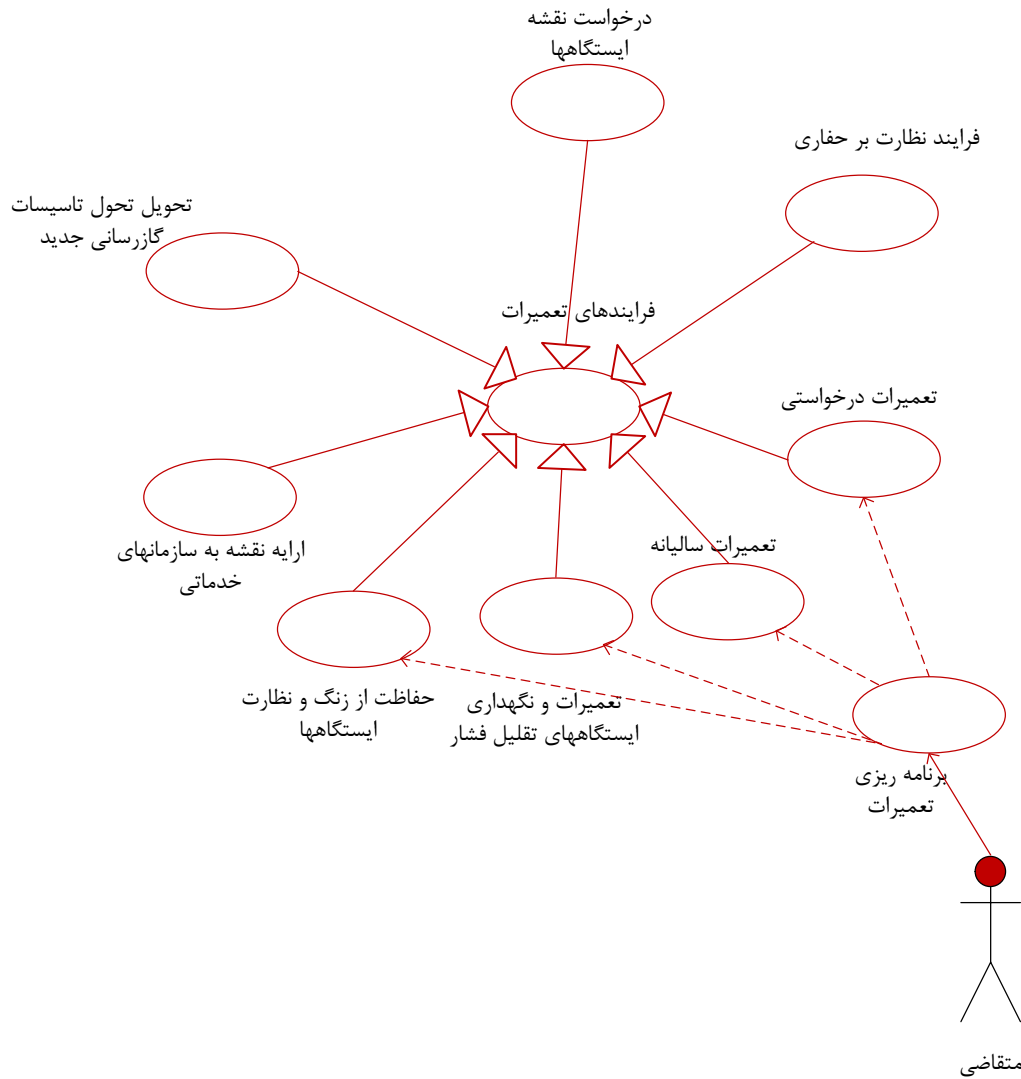 درخواست نقشه
ایستگاهها
فرایند نظارت بر حفاری
تحویل تحول تاسیسات
گازرسانی جدید
فرایندهای تعمیرات
تعمیرات درخواستی
تعمیرات سالیانه
ارایه نقشه به سازمانهای
خدماتی
حفاظت از زنگ و نظارت
ایستگاهها
تعمیرات و نگهداری
ایستگاههای تقلیل فشار
برنامه ریزی
تعمیرات
متقاضی